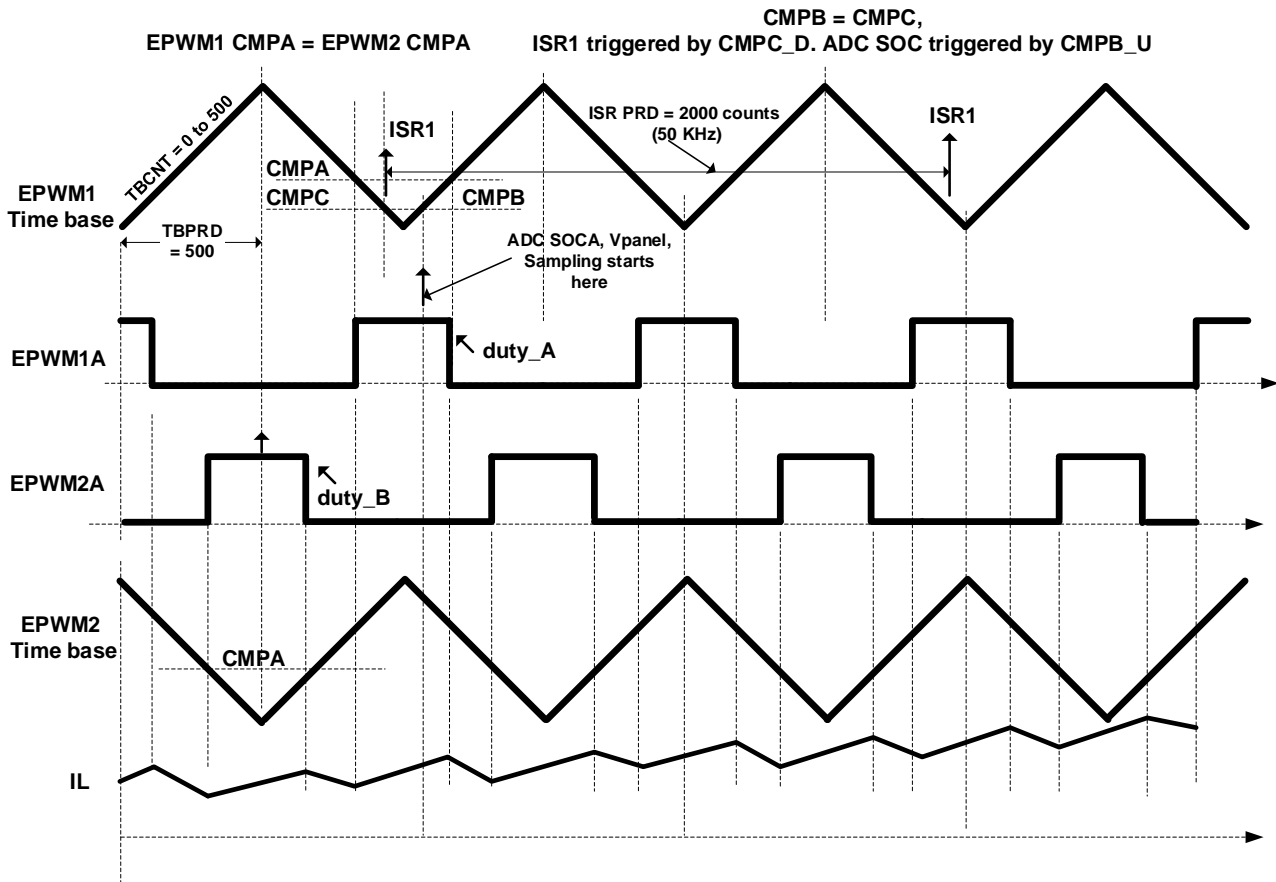 CMPB = CMPC,
EPWM1 CMPA = EPWM2 CMPA
ISR1 triggered by CMPC_D. ADC SOC triggered by CMPB_U
TBCNT = 0 to 500
ISR1
ISR PRD = 2000 counts
(50 KHz)
ISR1
CMPA
EPWM1
Time base
CMPC
CMPB
TBPRD
= 500
ADC SOCA, Vpanel,
Sampling starts
here
EPWM1A
duty_A
EPWM2A
duty_B
EPWM2
Time base
CMPA
IL